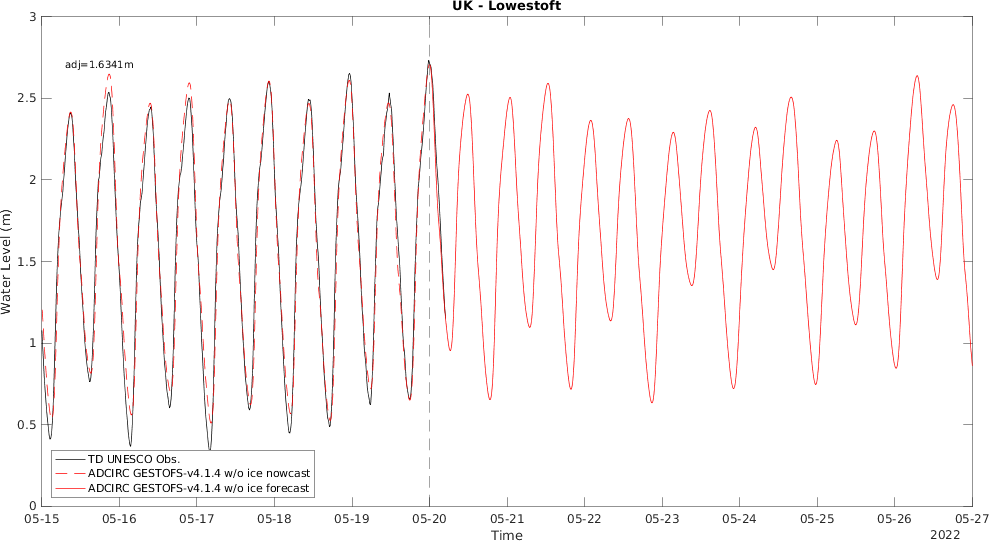 UK - Lowestoft
adj=1.6341m
Water Level (m)
3
2.5
2
1.5
1
0.5
0
TD UNESCO Obs.
ADCIRC GESTOFS-v4.1.4 w/o ice nowcast
ADCIRC GESTOFS-v4.1.4 w/o ice forecast
05-15 05-16 05-17 05-18 05-19 05-20 05-21 05-22 05-23 05-24 05-25 05-26 05-27
Time
2022